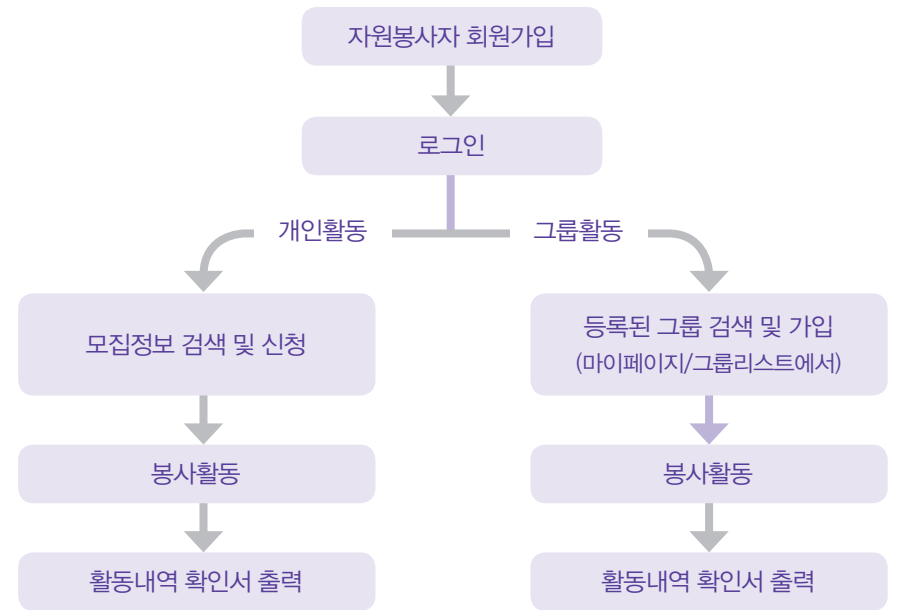 자원봉사자 회원가입
로그인
개인활동
그룹활동
모집정보 검색 및 신청
등록된 그룹 검색 및 가입
(마이페이지/그룹리스트에서)
봉사활동
봉사활동
활동내역 확인서 출력
활동내역 확인서 출력